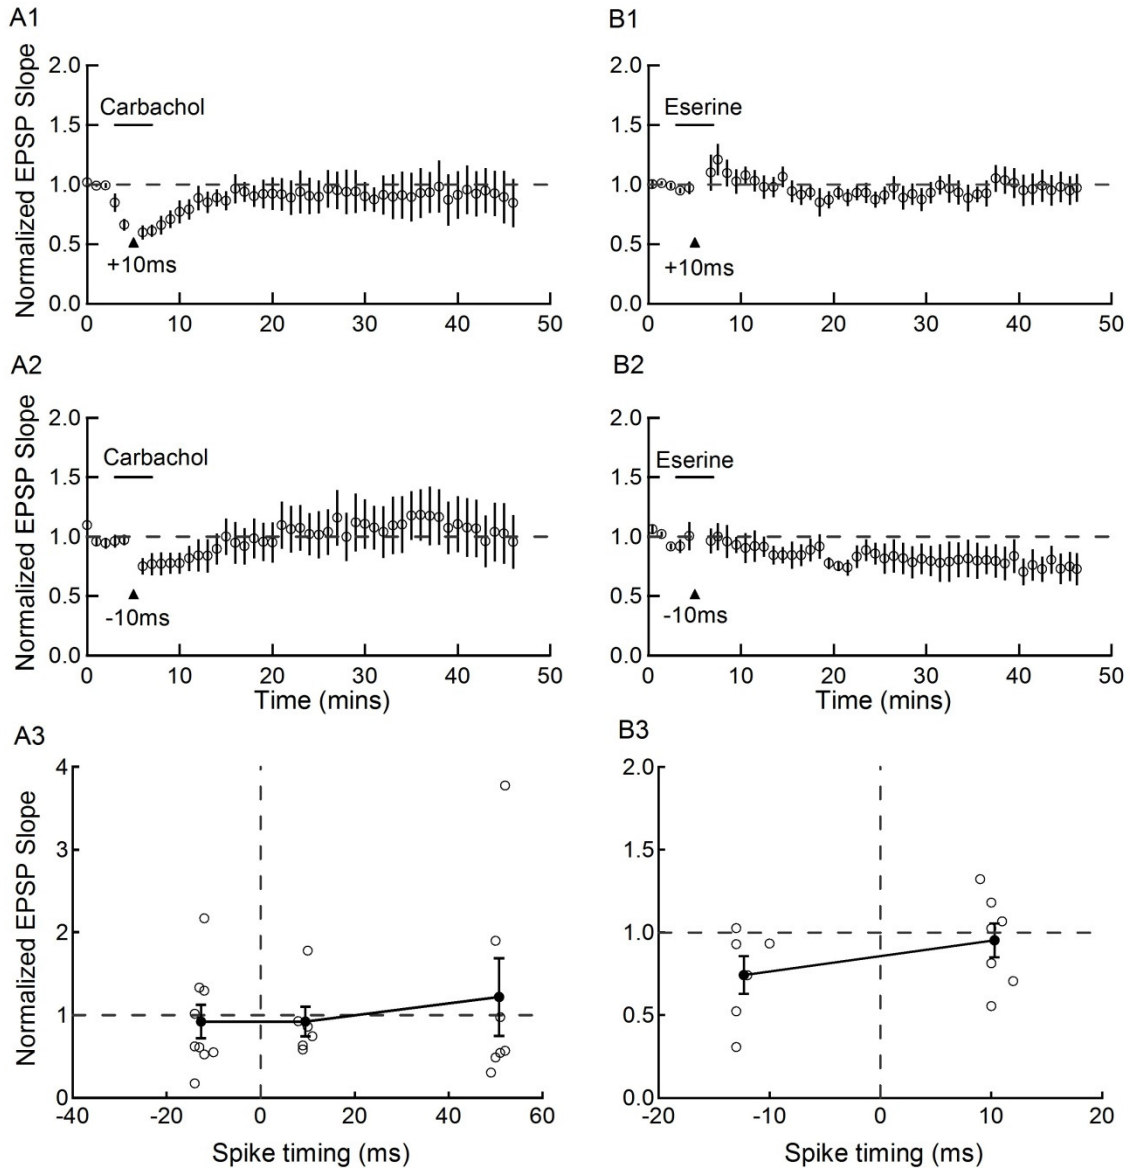 A1
Normalized EPSP Slope
2.0
1.5
1.0
0.5
0.0
Carbachol
+10ms
0 10 20 30 40 50
B1
2.0
1.5
1.0
0.5
0.0
Eserine
+10ms
0 10 20 30 40 50
A2
Normalized EPSP Slope
2.0
1.5
1.0
0.5
0.0
Carbachol
-10ms
0 10 20 30 40 50
Time (mins)
B2
2.0
1.5
1.0
0.5
0.0
Eserine
-10ms
0 10 20 30 40 50
Time (mins)
A3
Normalized EPSP Slope
4
3
2
1
0
-40 -20 0 20 40 60
Spike timing (ms)
B3
2.0
1.5
1.0
0.5
0.0
-20 -10 0 10 20
Spike timing (ms)